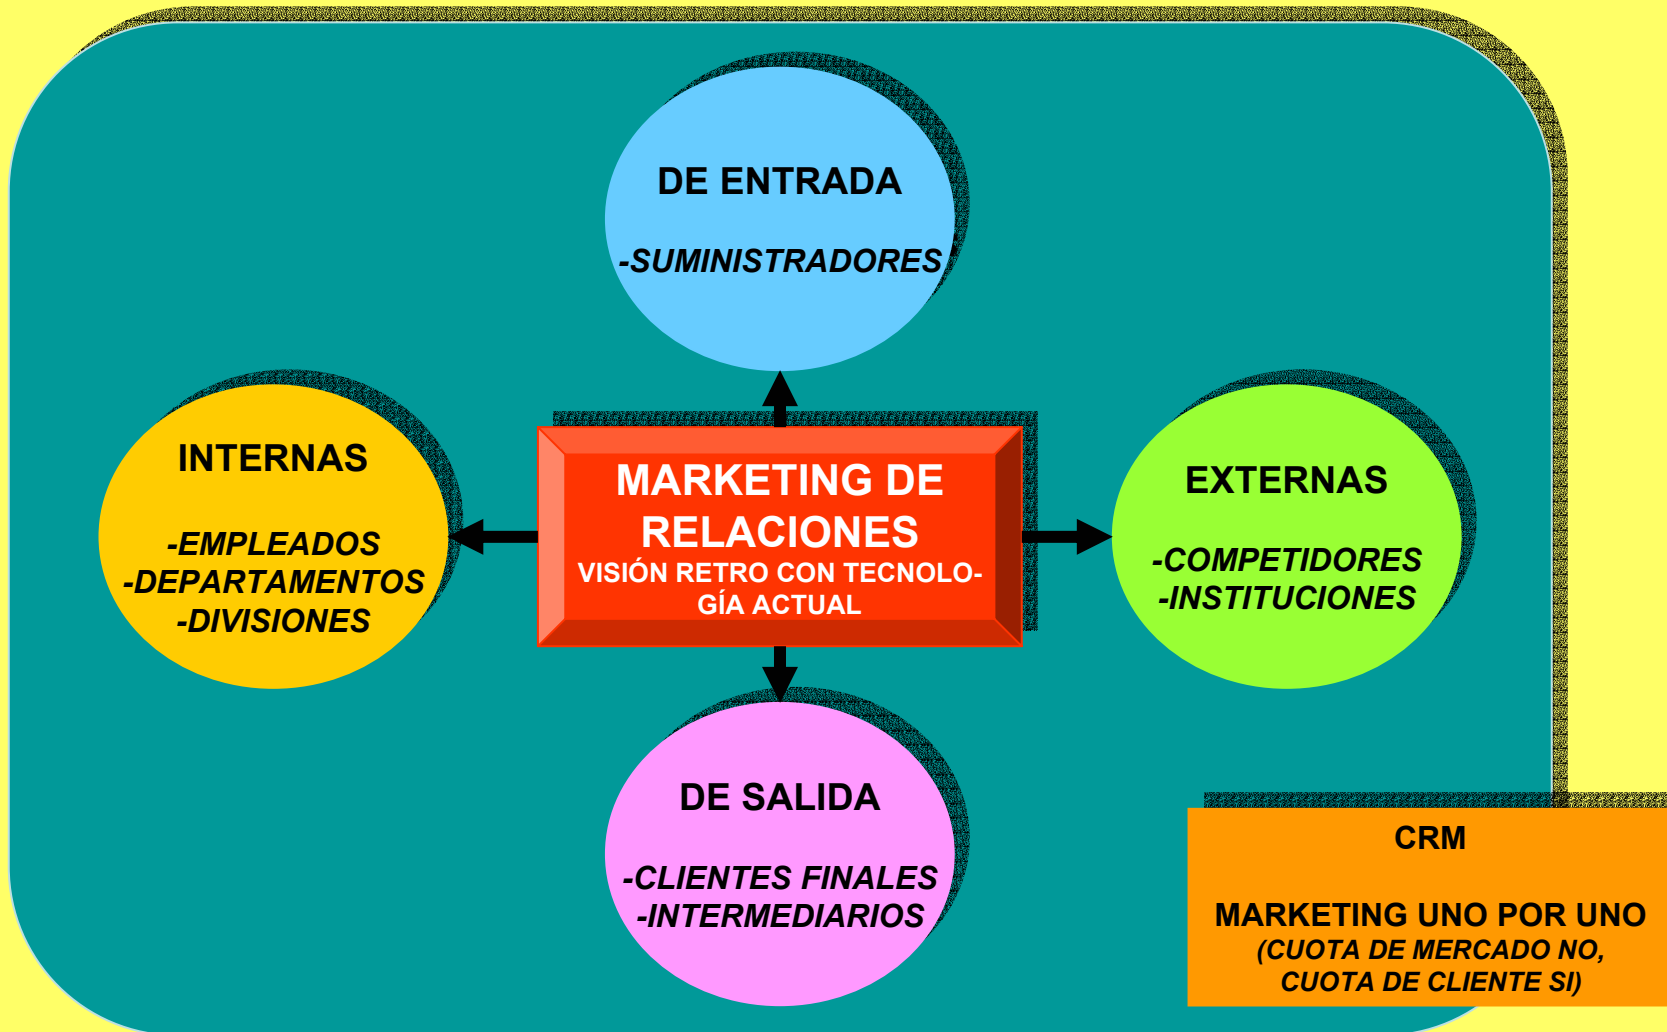 DE ENTRADA
-SUMINISTRADORES
INTERNAS
-EMPLEADOS
-DEPARTAMENTOS
-DIVISIONES
MARKETING DE
RELACIONES
VISIÓN RETRO CON TECNOLO-
GÍA ACTUAL
EXTERNAS
-COMPETIDORES
-INSTITUCIONES
DE SALIDA
-CLIENTES FINALES
-INTERMEDIARIOS
CRM
MARKETING UNO POR UNO
(CUOTA DE MERCADO NO,
CUOTA DE CLIENTE SI)